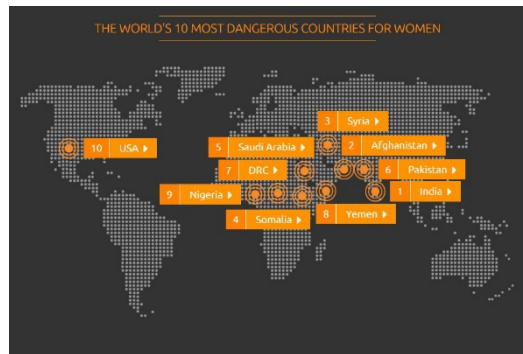 THE WORLD'S 10 MOST DANGEROUS COUNTRIES FOR WOMEN
3 Syria
10 USA
5 Saudi Arabia
2 Afghanistan
7 DRC
6 Pakistan
9 Nigeria
1 India
4 Somalia
8 Yemen